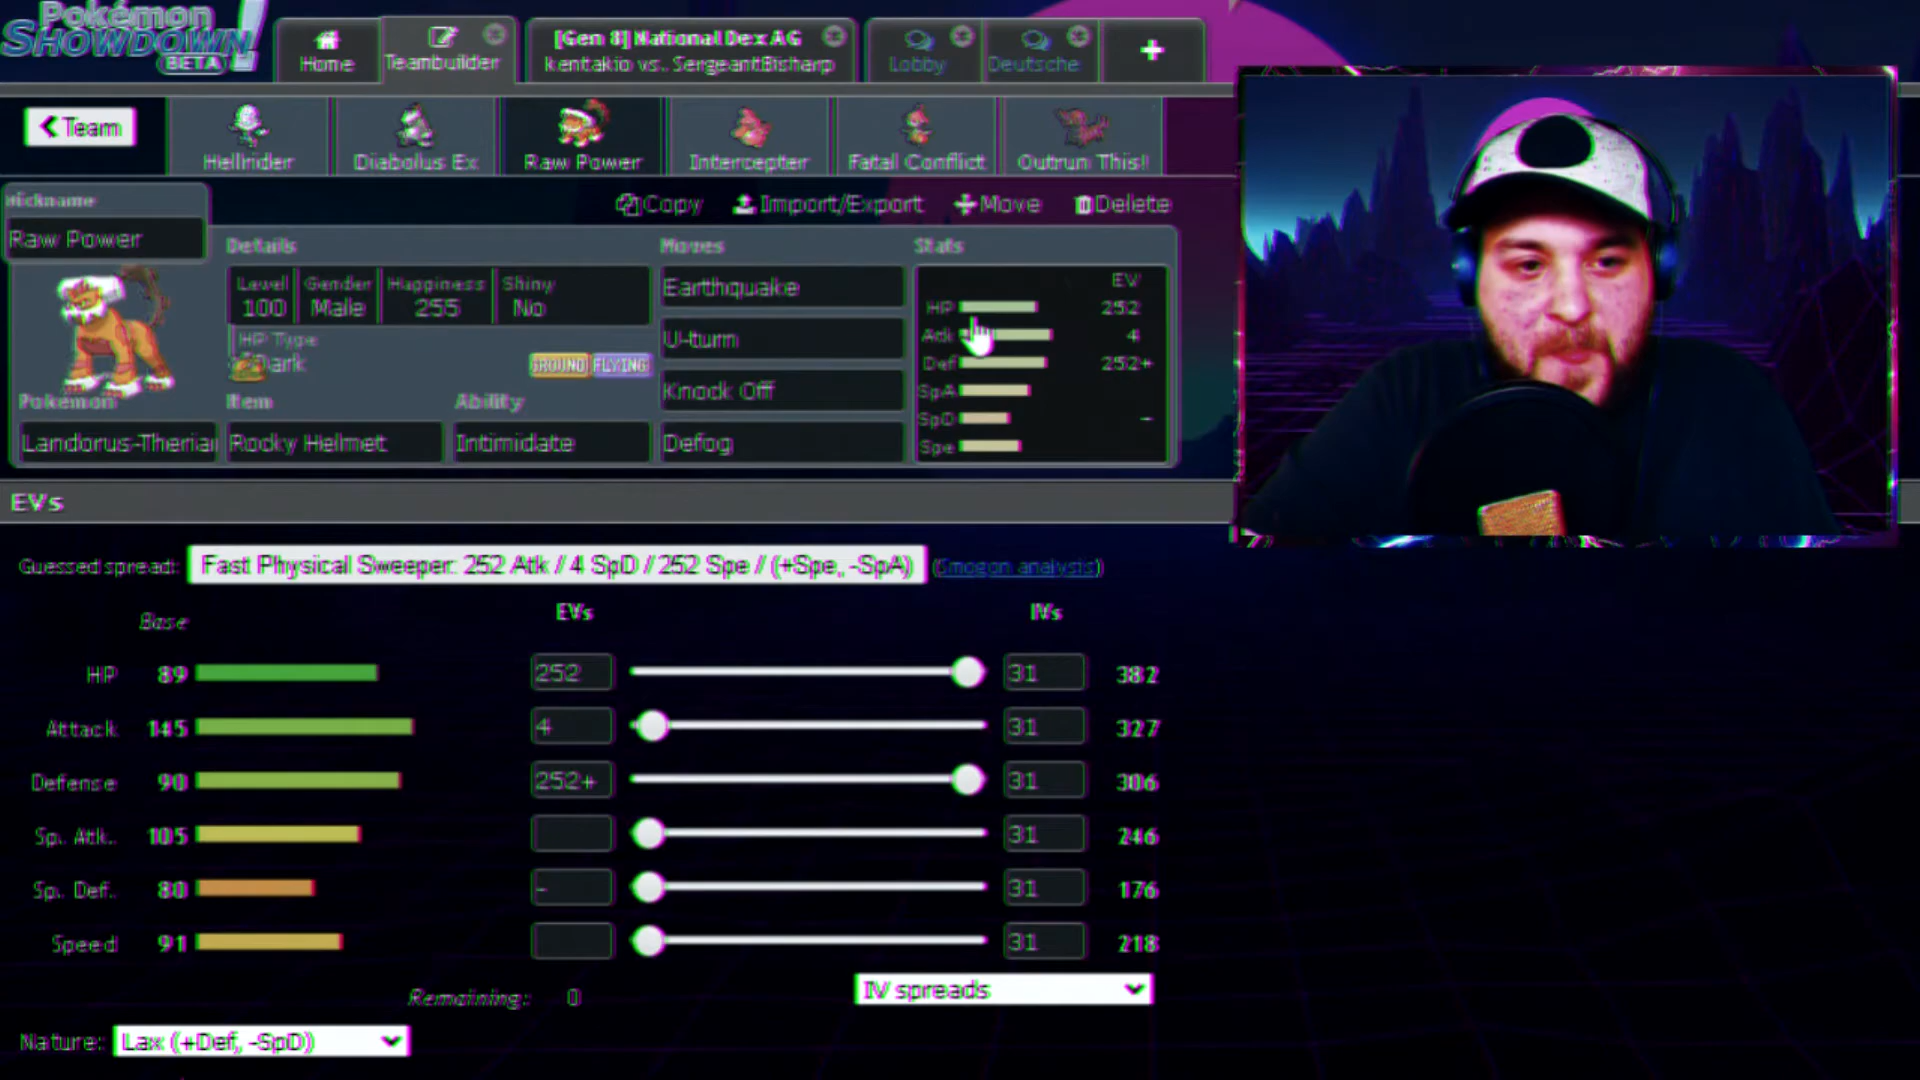 Pokémon
SHOWDOWN!
BETA
Home
Teambuilder
[Gen 8] National Dex AG
kentakio vs. SergeantBisharp
Lobby
Deutsche
+
Team
Hellrider
Diabolus Ex
Raw Power
Intercepter
Fatal Conflict
Outrun This!!
Nickname
Raw Power
Copy
Import/Export
Move
Delete
Details
Moves
Stats
Level
100
Gender
Male
Happiness
255
Shiny
No
HP Type
Dark
GROUND FLYING
Pokémon
Landorus-Therian
Item
Rocky Helmet
Ability
Intimidate
Earthquake
U-turn
Knock Off
Defog
EV
HP 252
Atk 4
Def 252+
SpA
SpD -
Spe
EVs
Guessed spread: Fast Physical Sweeper: 252 Atk / 4 SpD / 252 Spe / (+Spe, -SpA) (Smogon analysis)
Base EVs IVs
HP 89 252 31 382
Attack 145 4 31 327
Defense 90 252+ 31 306
Sp. Atk. 105 31 246
Sp. Def. 80 - 31 176
Speed 91 31 218
Remaining: 0
IV spreads
Nature: Lax (+Def, -SpD)